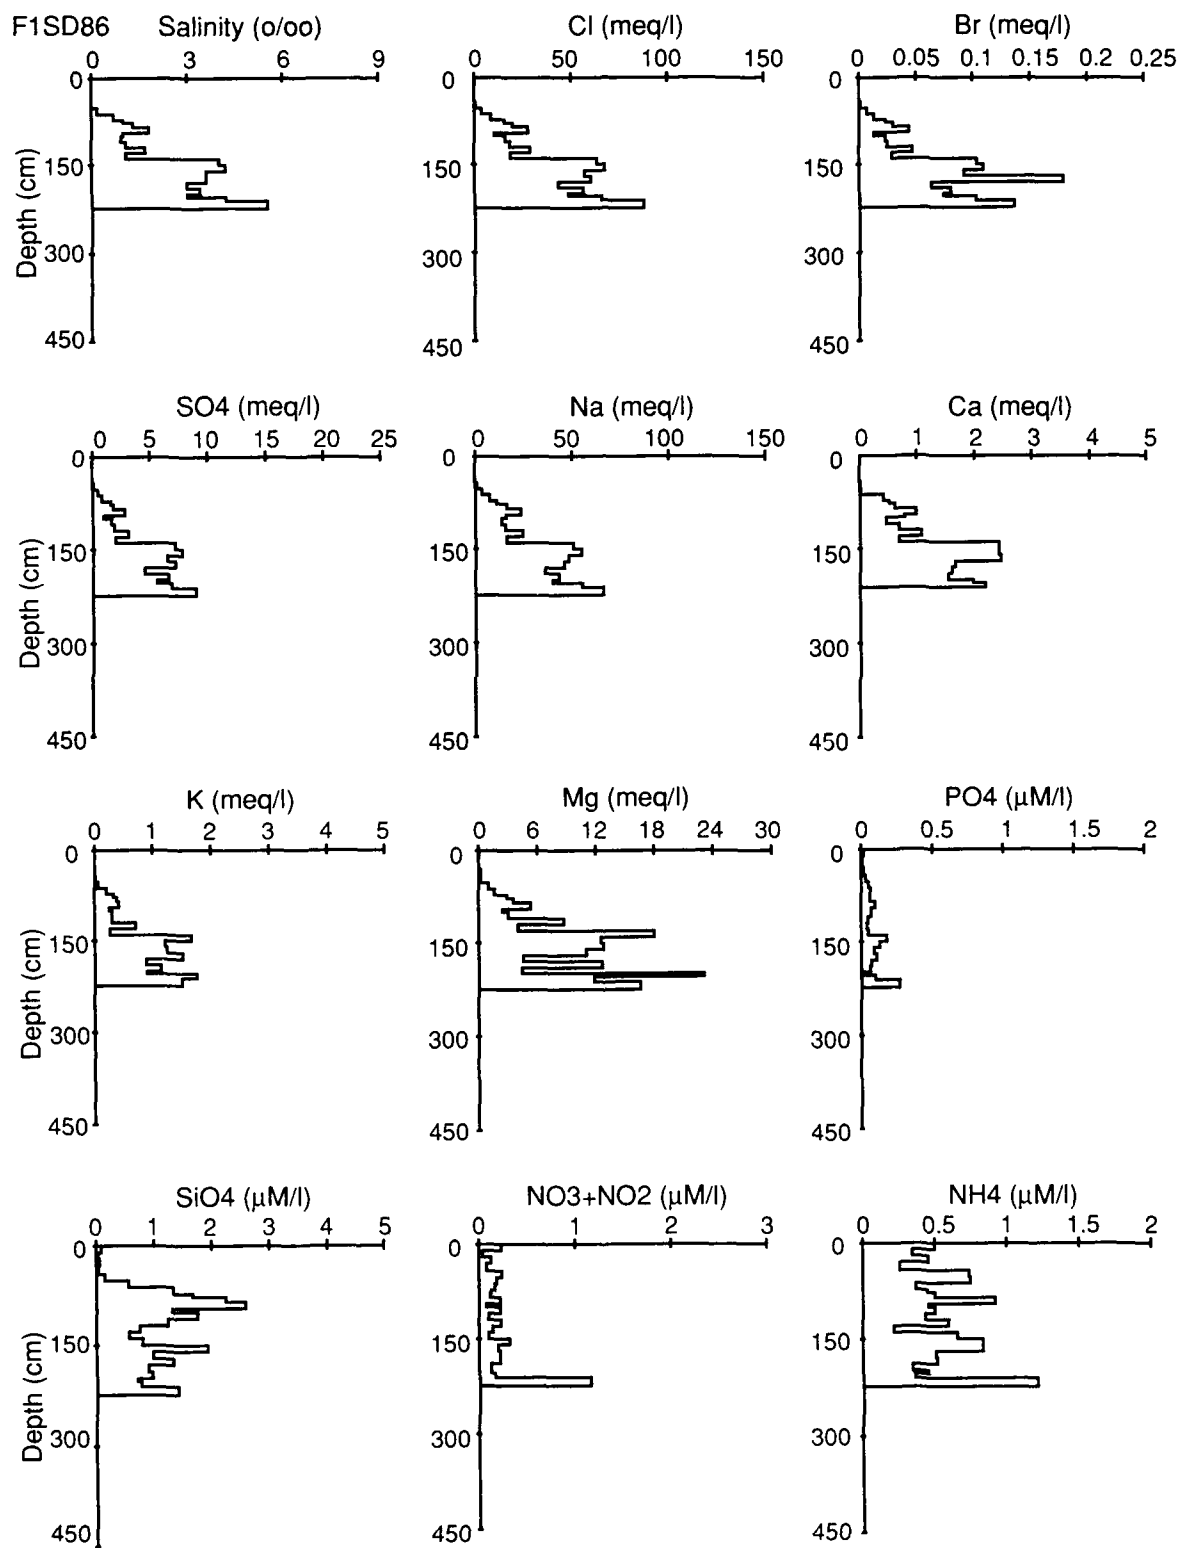 F1SD86 Salinity (o/oo) Cl (meq/l) Br (meq/l)
0 3 6 9 0 50 100 150 0 0.05 0.1 0.15 0.2 0.25
0 0 0
150 150 150
300 300 300
450 450 450
Depth (cm)
SO4 (meq/l) Na (meq/l) Ca (meq/l)
0 5 10 15 20 25 0 50 100 150 0 1 2 3 4 5
0 0 0
150 150 150
300 300 300
450 450 450
Depth (cm)
K (meq/l) Mg (meq/l) PO4 (μM/l)
0 1 2 3 4 5 0 6 12 18 24 30 0 0.5 1 1.5 2
0 0 0
150 150 150
300 300 300
450 450 450
Depth (cm)
SiO4 (μM/l) NO3+NO2 (μM/l) NH4 (μM/l)
0 1 2 3 4 5 0 1 2 3 0 0.5 1 1.5 2
0 0 0
150 150 150
300 300 300
450 450 450
Depth (cm)